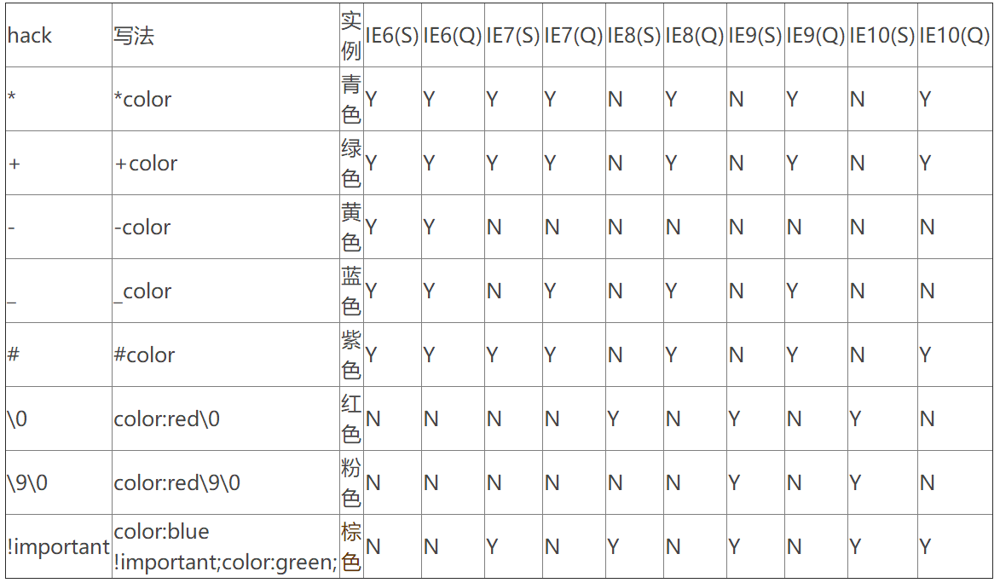 hack 写法 实例 IE6(S) IE6(Q) IE7(S) IE7(Q) IE8(S) IE8(Q) IE9(S) IE9(Q) IE10(S) IE10(Q)
* *color 青色 Y Y Y Y N Y N Y N Y
+ +color 绿色 Y Y Y Y N Y N Y N Y
- -color 黄色 Y Y N N N N N N N N
_ _color 蓝色 Y Y N Y N Y N Y N N
# #color 紫色 Y Y Y Y N Y N Y N Y
\0 color:red\0 红色 N N N N Y N Y N Y N
\9\0 color:red\9\0 粉色 N N N N N N Y N Y N
!important color:blue !important;color:green; 棕色 N N Y N Y N Y N Y Y